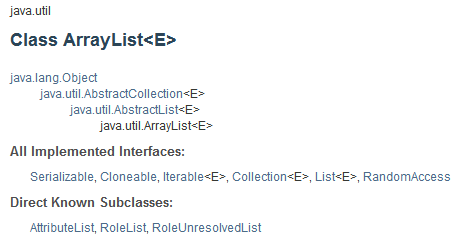 java.util
Class ArrayList<E>
java.lang.Object
java.util.AbstractCollection<E>
java.util.AbstractList<E>
java.util.ArrayList<E>
All Implemented Interfaces:
Serializable, Cloneable, Iterable<E>, Collection<E>, List<E>, RandomAccess
Direct Known Subclasses:
AttributeList, RoleList, RoleUnresolvedList